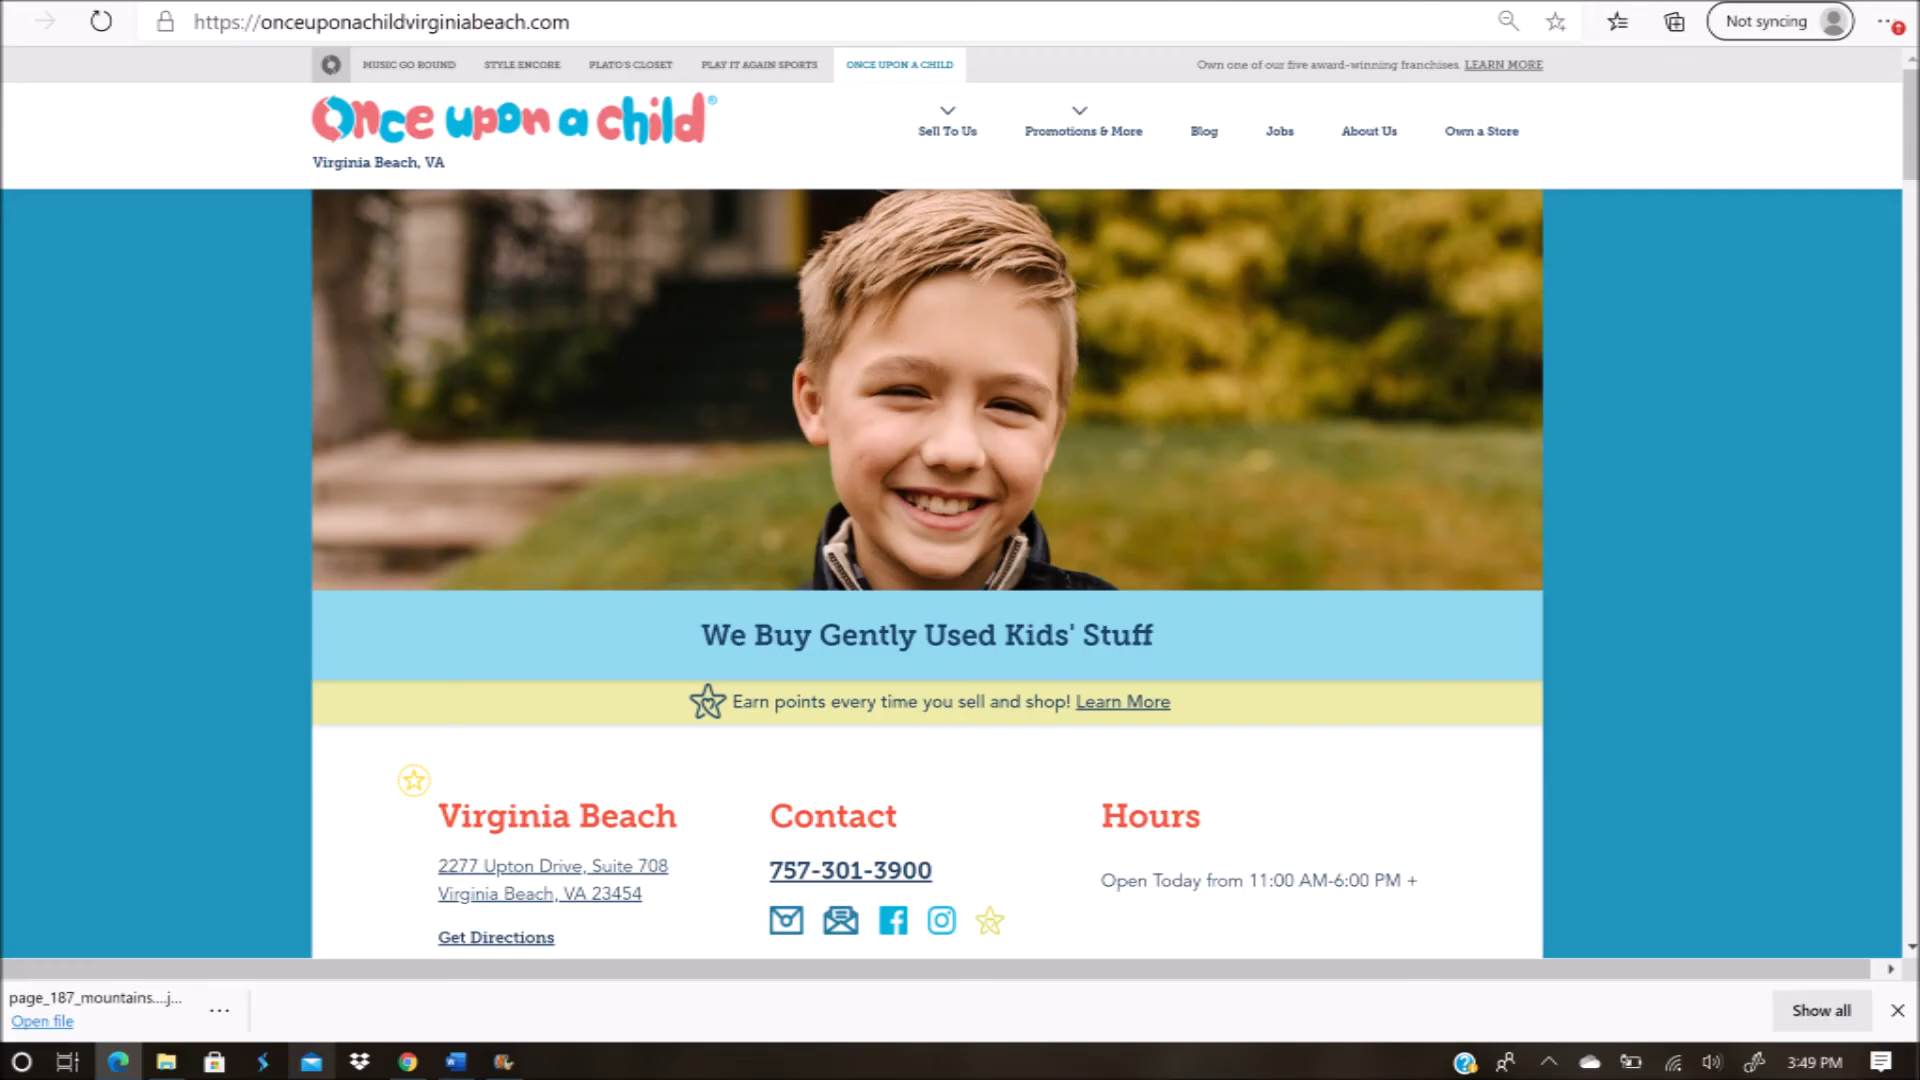 https://onceuponachildvirginiabeach.com
Not syncing
MUSIC GO ROUND STYLE ENCORE PLATO'S CLOSET PLAY IT AGAIN SPORTS ONCE UPON A CHILD Own one of our five award-winning franchises. LEARN MORE
Once upon a child®
Virginia Beach, VA
Sell To Us Promotions & More Blog Jobs About Us Own a Store
We Buy Gently Used Kids' Stuff
Earn points every time you sell and shop! Learn More
Virginia Beach
2277 Upton Drive, Suite 708
Virginia Beach, VA 23454
Get Directions
Contact
757-301-3900
Hours
Open Today from 11:00 AM-6:00 PM +
page_187_mountains....j...
Open file
Show all
3:49 PM